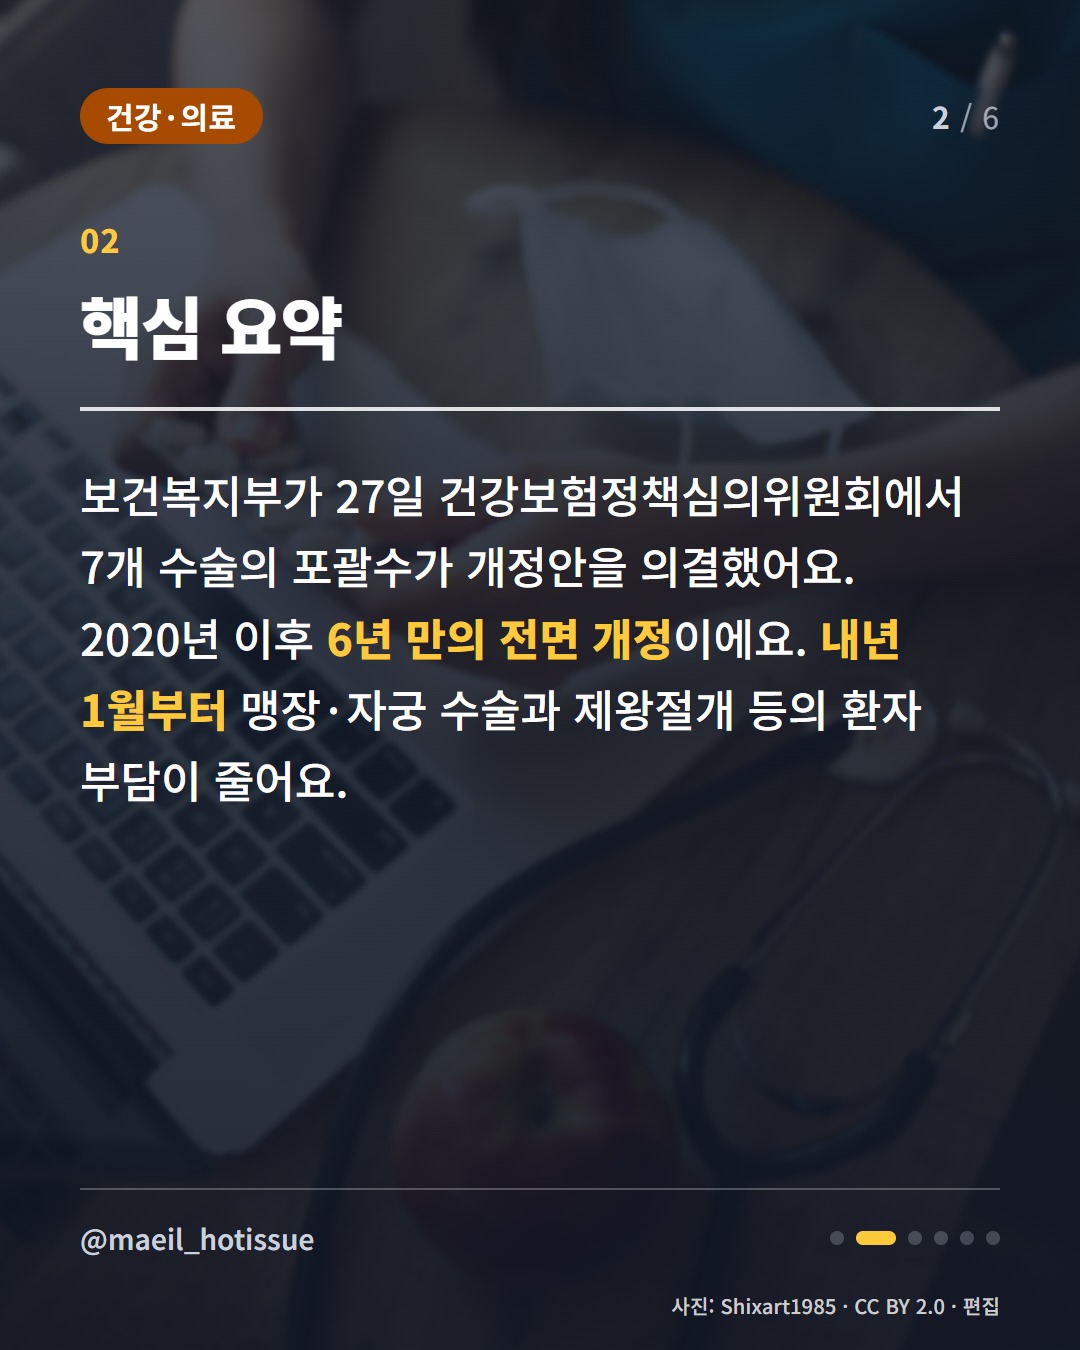 건강·의료
2 / 6
02
핵심 요약
보건복지부가 27일 건강보험정책심의위원회에서
7개 수술의 포괄수가 개정안을 의결했어요.
2020년 이후 6년 만의 전면 개정이에요. 내년
1월부터 맹장·자궁 수술과 제왕절개 등의 환자
부담이 줄어요.
@maeil_hotissue
사진: Shixart1985 · CC BY 2.0 · 편집